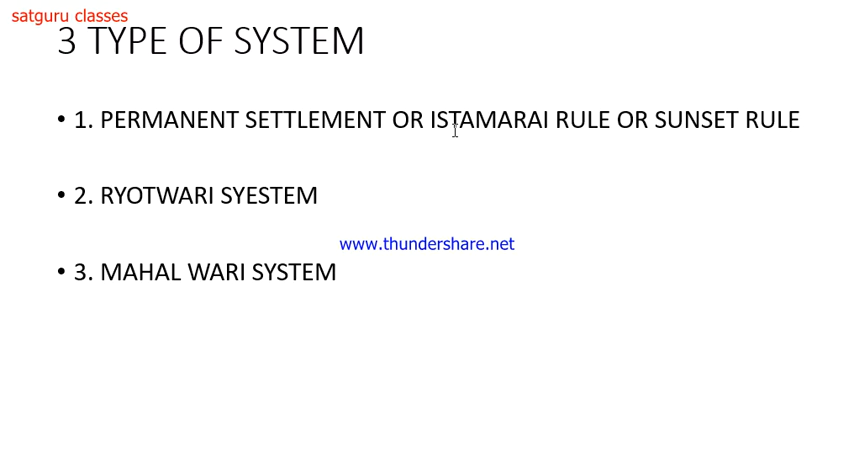 satguru classes
3 TYPE OF SYSTEM
• 1. PERMANENT SETTLEMENT OR ISTAMARAI RULE OR SUNSET RULE
• 2. RYOTWARI SYESTEM
www.thundershare.net
• 3. MAHAL WARI SYSTEM